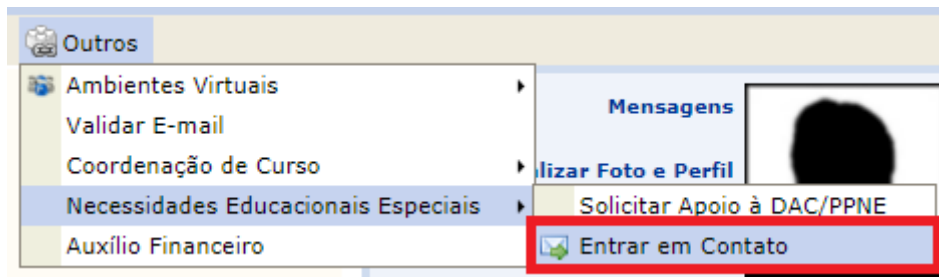 Outros
Ambientes Virtuais
Mensagens
Validar E-mail
Coordenação de Curso
lizar Foto e Perfil
Necessidades Educacionais Especiais
Solicitar Apoio à DAC/PPNE
Auxílio Financeiro
Entrar em Contato